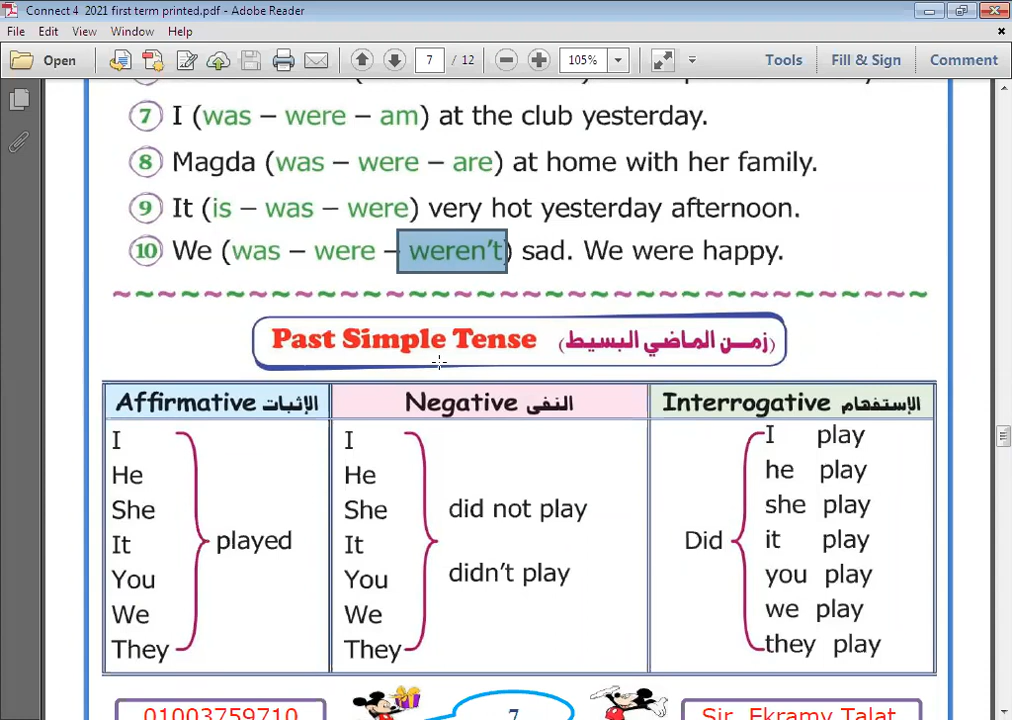 Connect 4 2021 first term printed.pdf - Adobe Reader
File Edit View Window Help
Open 7 / 12 105% Tools Fill & Sign Comment
7 I (was – were – am) at the club yesterday.
8 Magda (was – were – are) at home with her family.
9 It (is – was – were) very hot yesterday afternoon.
10 We (was – were – weren't) sad. We were happy.
Past Simple Tense (زمـن الماضي البسيط)
Affirmative الإثبات Negative النفى Interrogative الإستفهام
I I I play
He He he play
She She did not play she play
It played It Did it play
You You didn't play you play
We We we play
They They they play
01003759710 7 Sir. Ekramy Talat